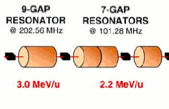 9-GAP
RESONATOR
@ 202.56 MHz
7-GAP
RESONATORS
@ 101.28 MHz
3.0 MeV/u
2.2 MeV/u